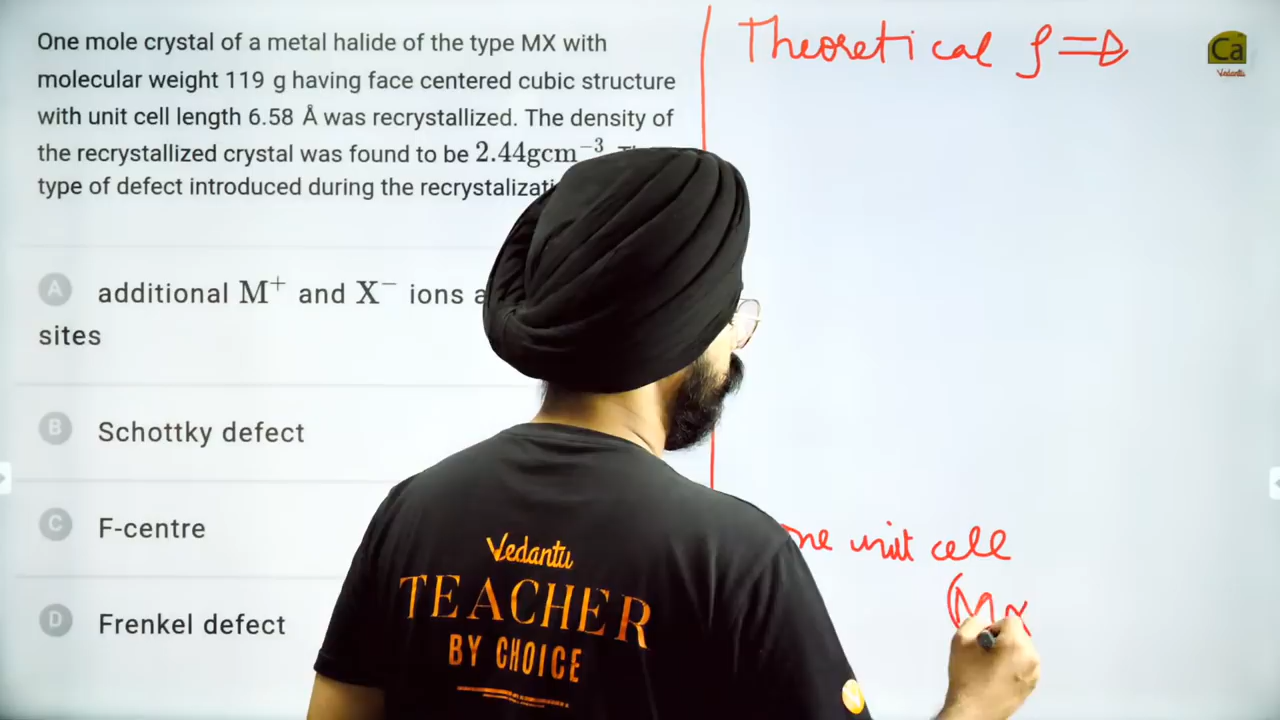 One mole crystal of a metal halide of the type MX with
molecular weight 119 g having face centered cubic structure
with unit cell length 6.58 Å was recrystallized. The density of
the recrystallized crystal was found to be 2.44gcm⁻³.
type of defect introduced during the
A additional M⁺ and X⁻ ions
sites
B Schottky defect
C F-centre
D Frenkel defect
Theoretical ρ ⇒
unit cell
(Mx
Ca
Vedantu
Vedantu
TEACHER
BY CHOICE